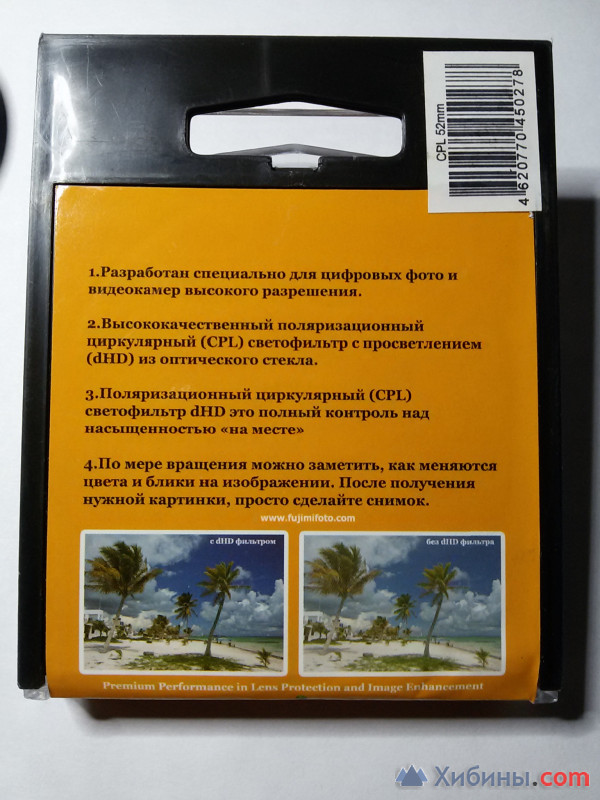 CPL 52mm
4 620770 450278
1.Разработан специально для цифровых фото и
видеокамер высокого разрешения.
2.Высококачественный поляризационный
циркулярный (CPL) светофильтр с просветлением
(dHD) из оптического стекла.
3.Поляризационный циркулярный (CPL)
светофильтр dHD это полный контроль над
насыщенностью «на месте»
4.По мере вращения можно заметить, как меняются
цвета и блики на изображении. После получения
нужной картинки, просто сделайте снимок.
www.fujimifoto.com
с dHD фильтром
без dHD фильтра
Premium Performance in Lens Protection and Image Enhancement
Хибины.com